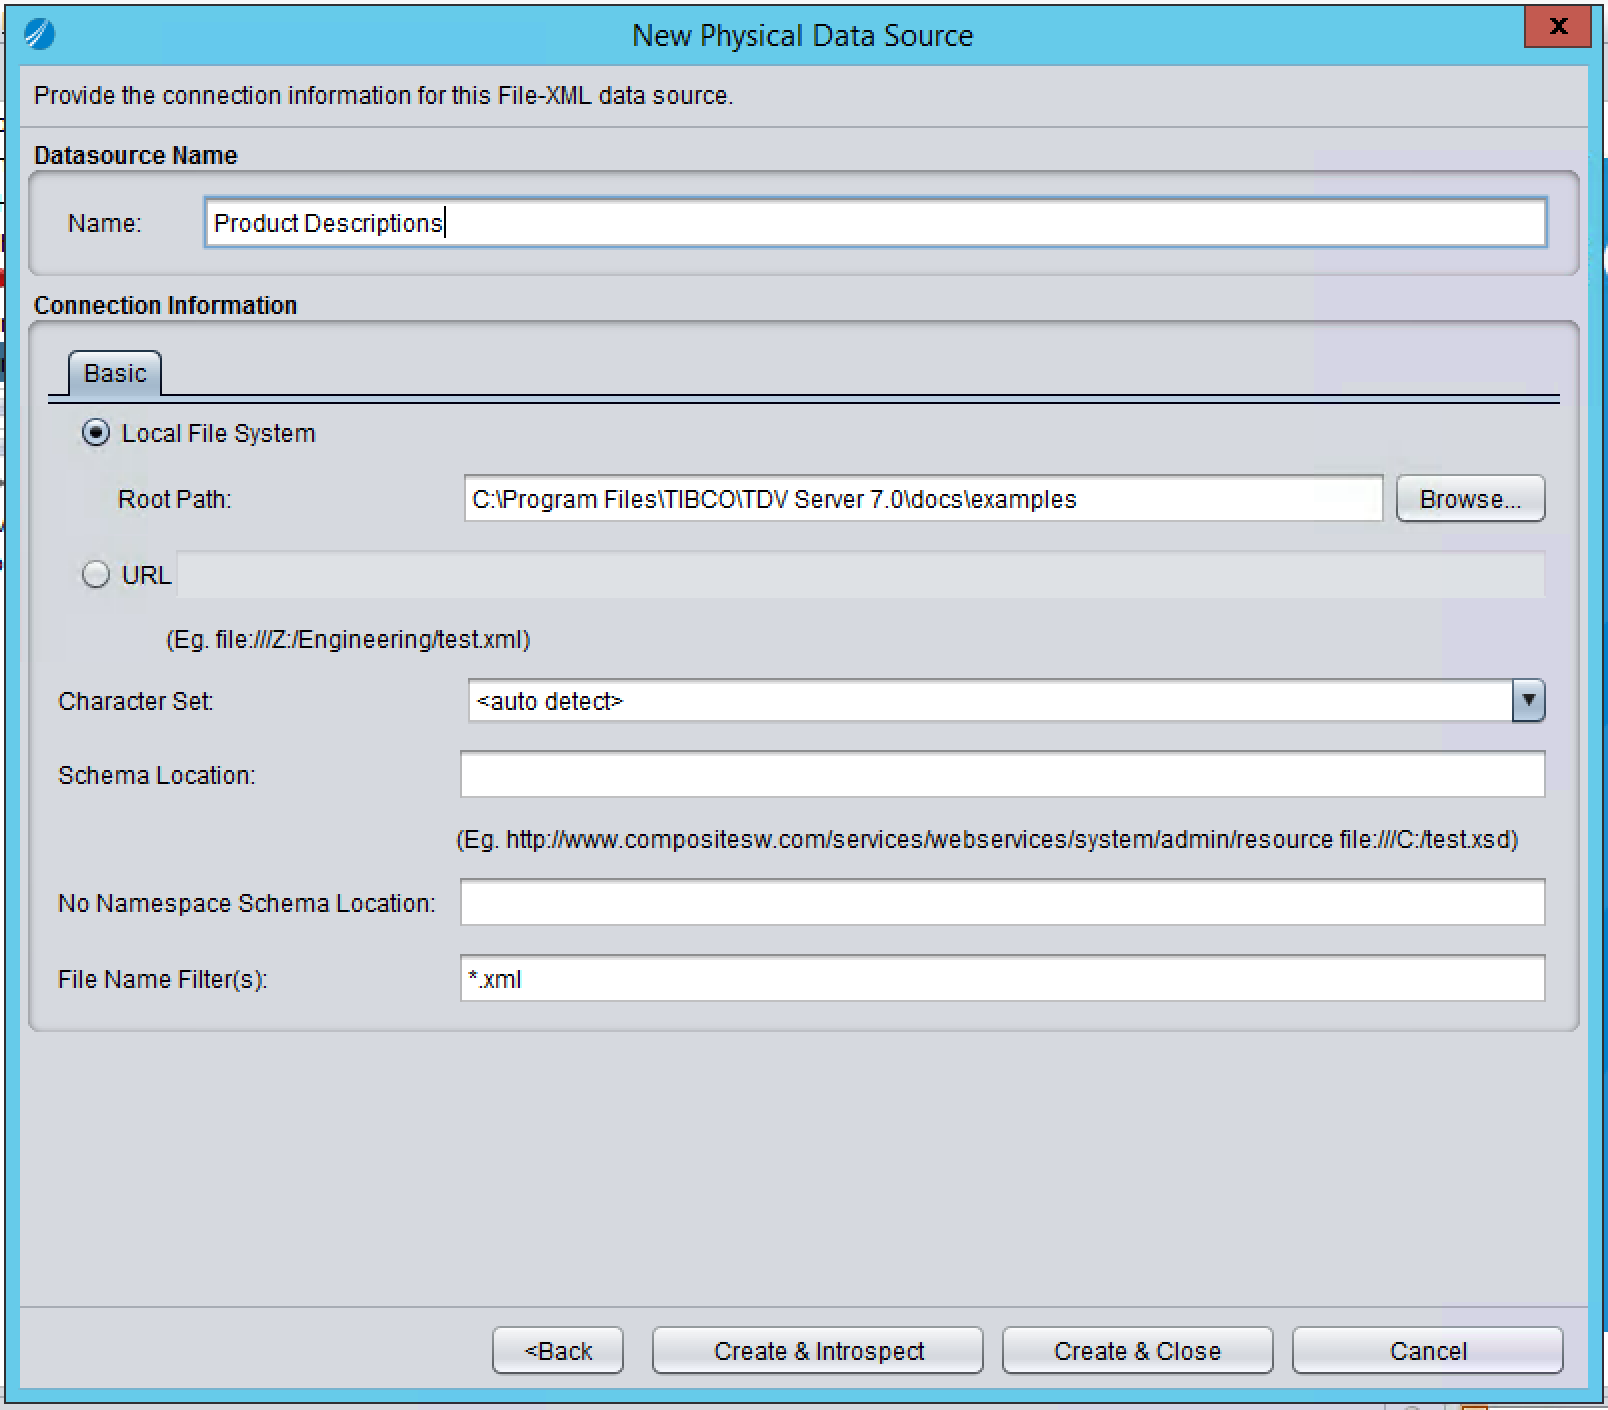 New Physical Data Source
x
Provide the connection information for this File-XML data source.
Datasource Name
Name: Product Descriptions
Connection Information
Basic
Local File System
Root Path: C:\Program Files\TIBCO\TDV Server 7.0\docs\examples Browse...
URL
(Eg. file:///Z:/Engineering/test.xml)
Character Set: <auto detect>
Schema Location:
(Eg. http://www.compositesw.com/services/webservices/system/admin/resource file:///C:/test.xsd)
No Namespace Schema Location:
File Name Filter(s): *.xml
<Back Create & Introspect Create & Close Cancel